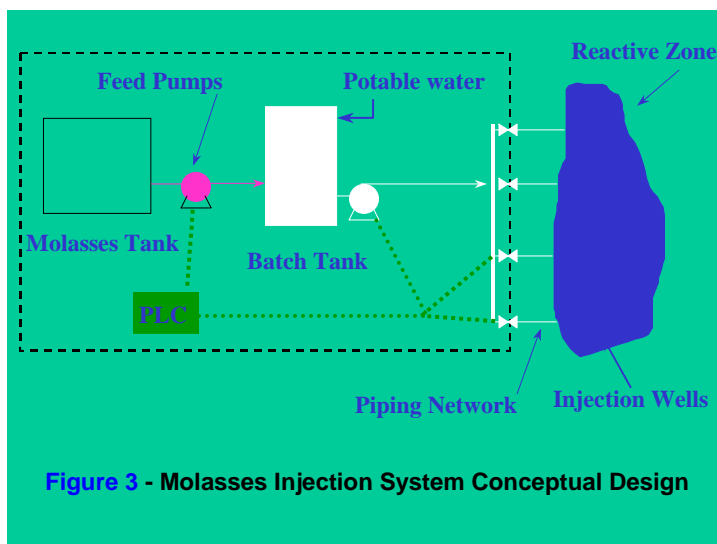 Reactive Zone
Feed Pumps
Potable water
Molasses Tank
Batch Tank
PLC
Piping Network
Injection Wells
Figure 3 - Molasses Injection System Conceptual Design